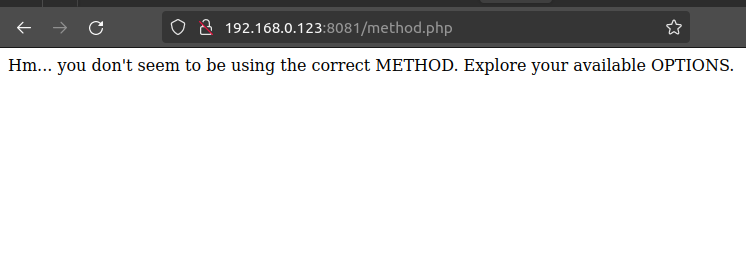 192.168.0.123:8081/method.php
Hm... you don't seem to be using the correct METHOD. Explore your available OPTIONS.